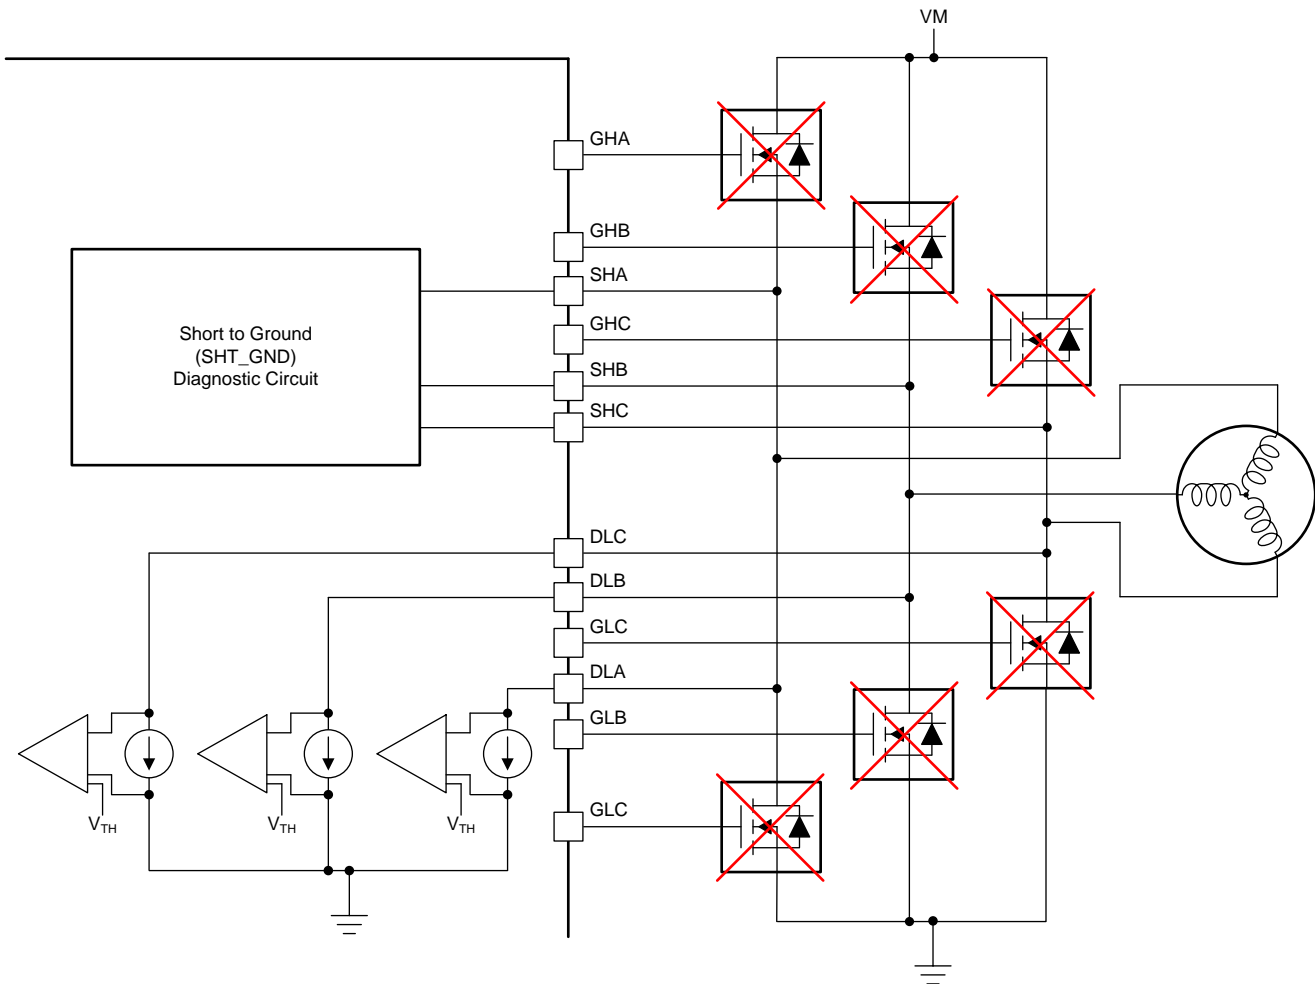 VM
GHA
GHB
SHA
GHC
SHB
SHC
Short to Ground
(SHT_GND)
Diagnostic Circuit
DLC
DLB
GLC
DLA
GLB
GLC
VTH
VTH
VTH